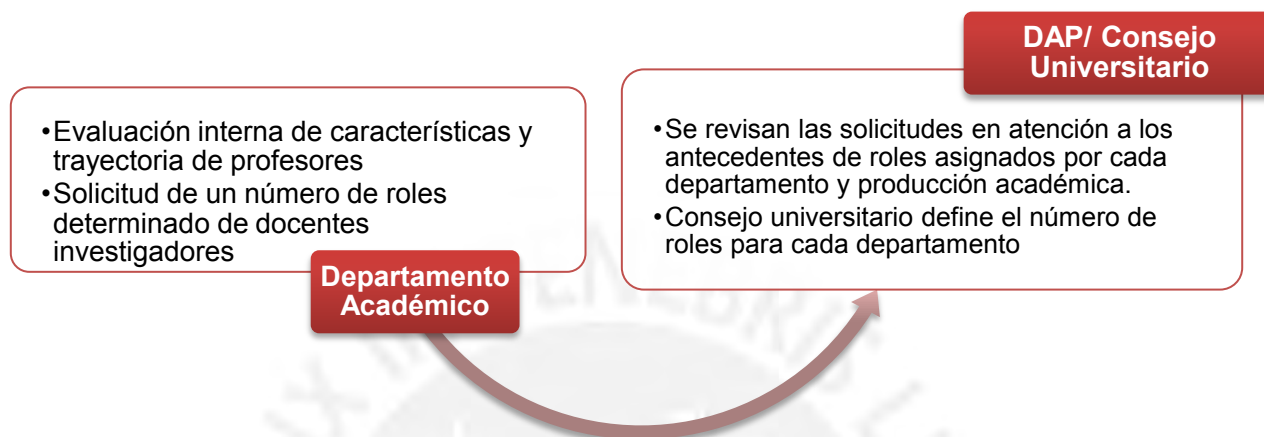 •Evaluación interna de características y
trayectoria de profesores
•Solicitud de un número de roles
determinado de docentes
investigadores
Departamento
Académico
DAP/ Consejo
Universitario
•Se revisan las solicitudes en atención a los
antecedentes de roles asignados por cada
departamento y producción académica.
•Consejo universitario define el número de
roles para cada departamento